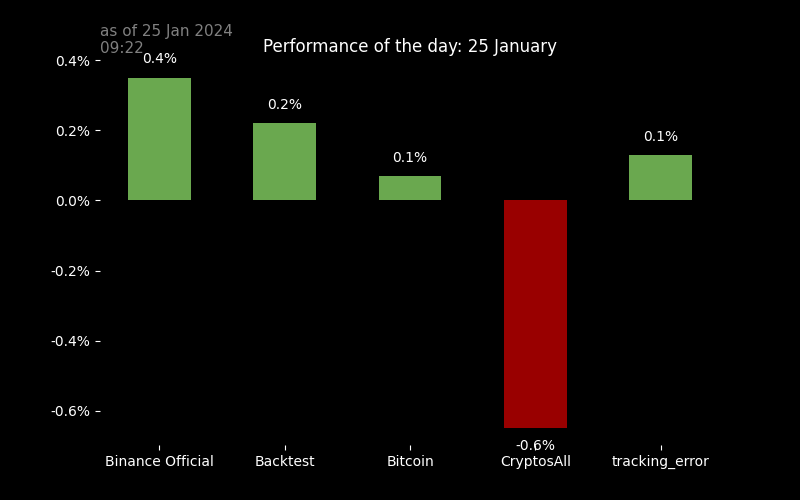 as of 25 Jan 2024
09:22
Performance of the day: 25 January
0.4%
0.2%
0.0%
-0.2%
-0.4%
-0.6%
0.4%
0.2%
0.1%
-0.6%
0.1%
Binance Official
Backtest
Bitcoin
CryptosAll
tracking_error